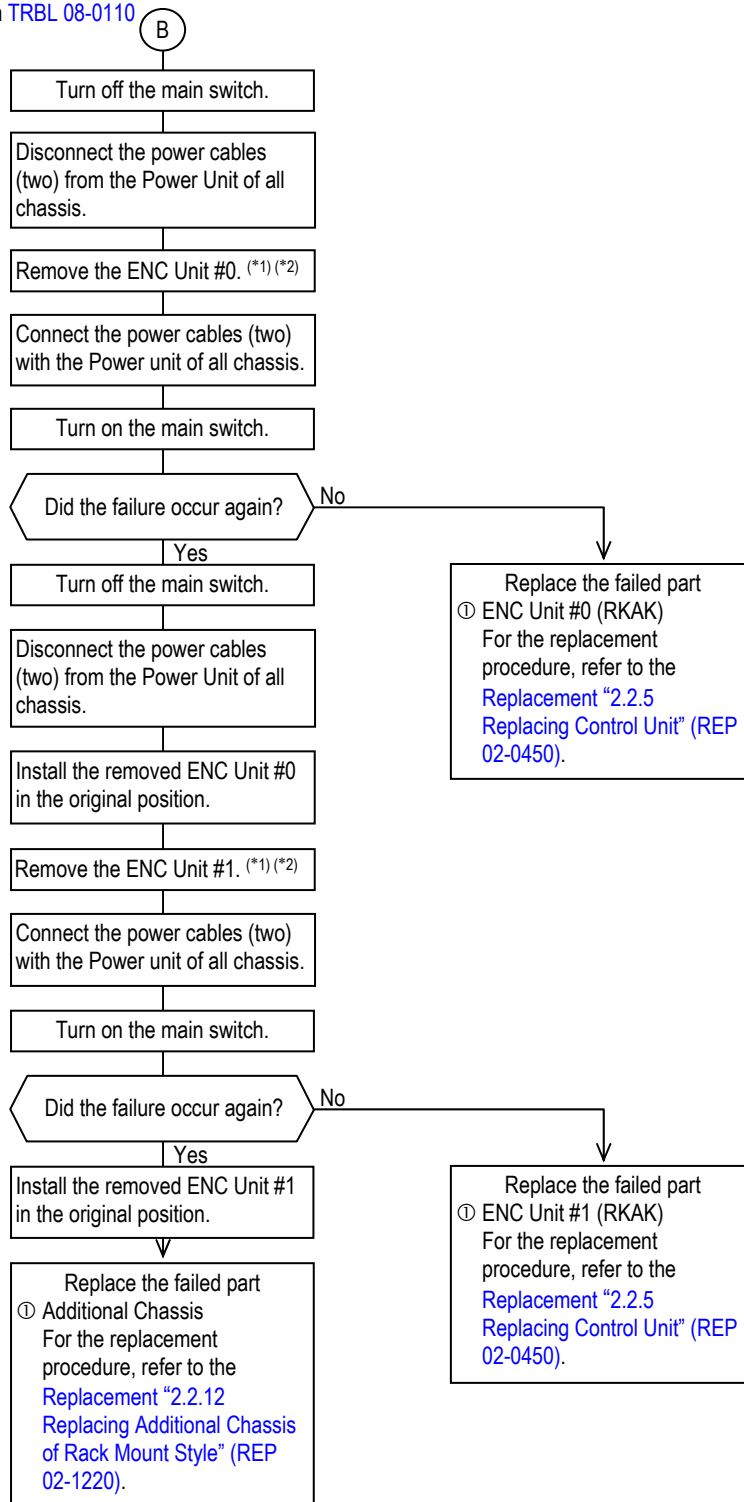 TRBL 08-0110
B
Turn off the main switch.
Disconnect the power cables
(two) from the Power Unit of all
chassis.
Remove the ENC Unit #0. (*1) (*2)
Connect the power cables (two)
with the Power unit of all chassis.
Turn on the main switch.
Did the failure occur again?
No
Yes
Replace the failed part
① ENC Unit #0 (RKAK)
For the replacement
procedure, refer to the
Replacement “2.2.5
Replacing Control Unit” (REP
02-0450).
Turn off the main switch.
Disconnect the power cables
(two) from the Power Unit of all
chassis.
Install the removed ENC Unit #0
in the original position.
Remove the ENC Unit #1. (*1) (*2)
Connect the power cables (two)
with the Power unit of all chassis.
Turn on the main switch.
Did the failure occur again?
No
Yes
Replace the failed part
① ENC Unit #1 (RKAK)
For the replacement
procedure, refer to the
Replacement “2.2.5
Replacing Control Unit” (REP
02-0450).
Install the removed ENC Unit #1
in the original position.
Replace the failed part
① Additional Chassis
For the replacement
procedure, refer to the
Replacement “2.2.12
Replacing Additional Chassis
of Rack Mount Style” (REP
02-1220).